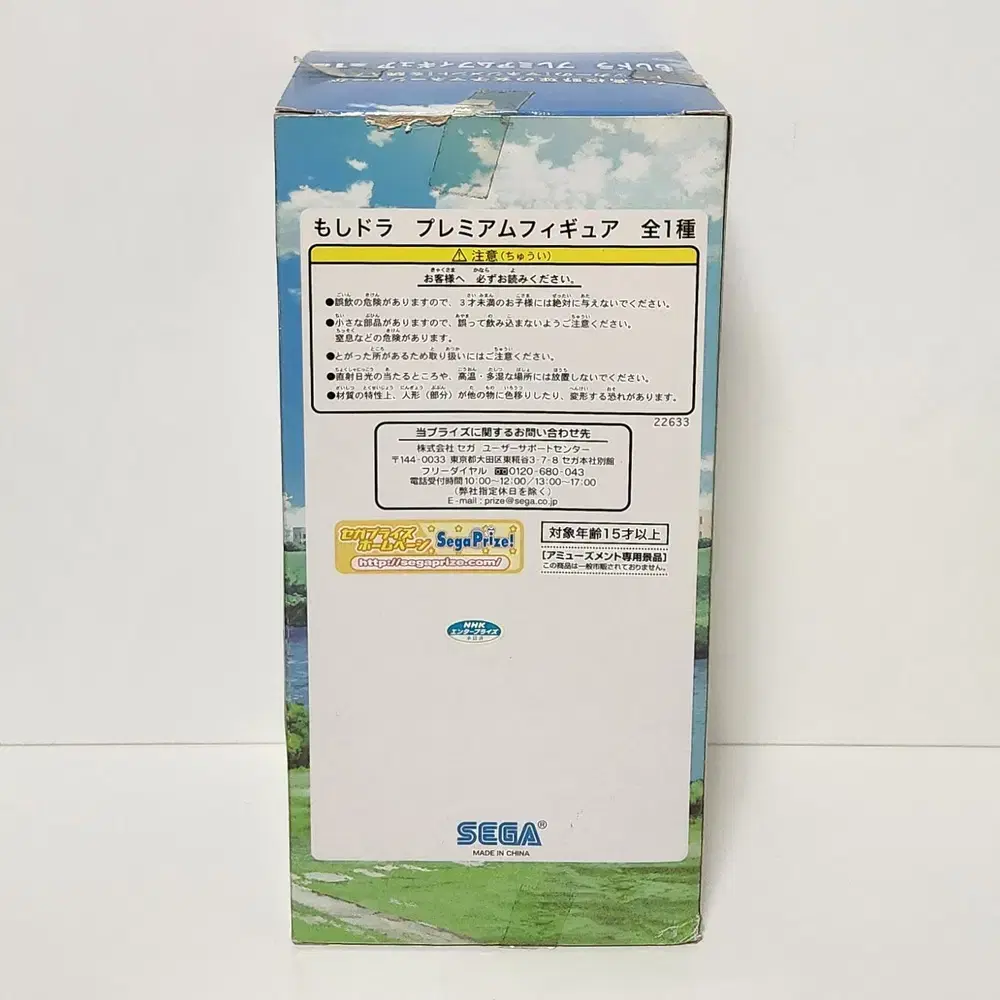 もしドラ プレミアムフィギュア 全1種
もしドラ プレミアムフィギュア 全1種
⚠注意(ちゅうい)
お客様へ 必ずお読みください。
●誤飲の危険がありますので、3才未満のお子様には絶対に与えないでください。
●小さな部品がありますので、誤って飲み込まないようご注意ください。
窒息などの危険があります。
●とがった所があるため取り扱いにはご注意ください。
●直射日光の当たるところや、高温・多湿な場所には放置しないでください。
●材質の特性上、人形(部分)が他の物に色移りしたり、変形する恐れがあります。
22633
当プライズに関するお問い合わせ先
株式会社 セガ ユーザーサポートセンター
〒144-0033 東京都大田区東糀谷3-7-8 セガ本社別館
フリーダイヤル 0120-680-043
電話受付時間 10:00〜12:00/13:00〜17:00
(弊社指定休日を除く)
E-mail : prize@sega.co.jp
セガプライズ
ホームページ
SegaPrize!
http://segaprize.com/
対象年齢15才以上
[アミューズメント専用景品]
この商品は一般市販されておりません。
NHK
エンタープライズ
SEGA®
MADE IN CHINA